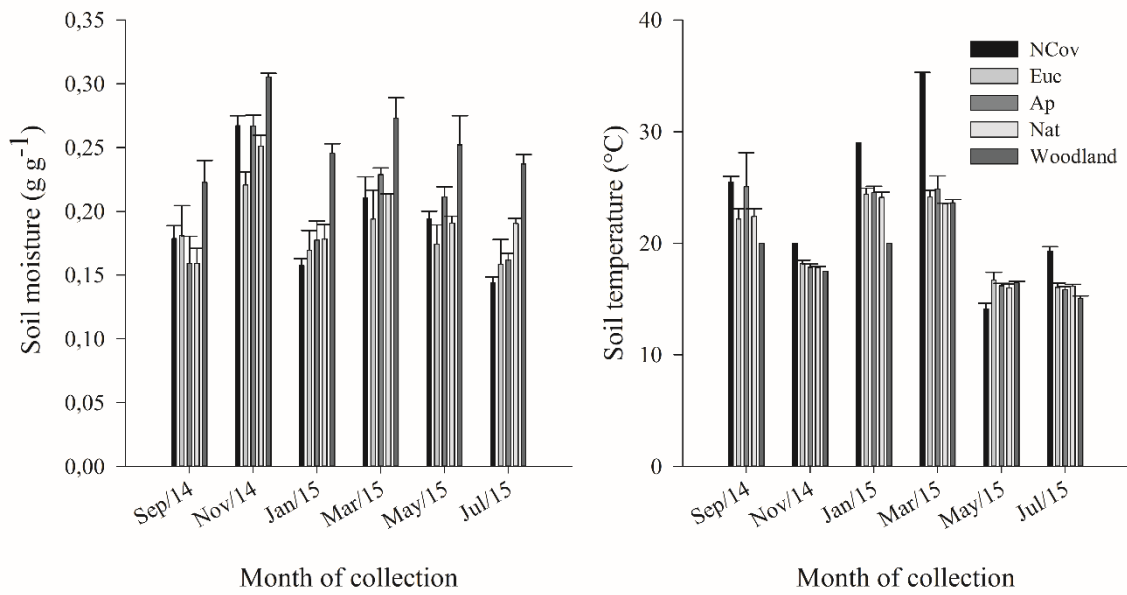 0,35
0,30
0,25
0,20
0,15
0,10
0,05
0,00
Soil moisture (g g-1)
Sep/14
Nov/14
Jan/15
Mar/15
May/15
Jul/15
Month of collection
40
30
20
10
0
Soil temperature (°C)
NCov
Euc
Ap
Nat
Woodland
Sep/14
Nov/14
Jan/15
Mar/15
May/15
Jul/15
Month of collection